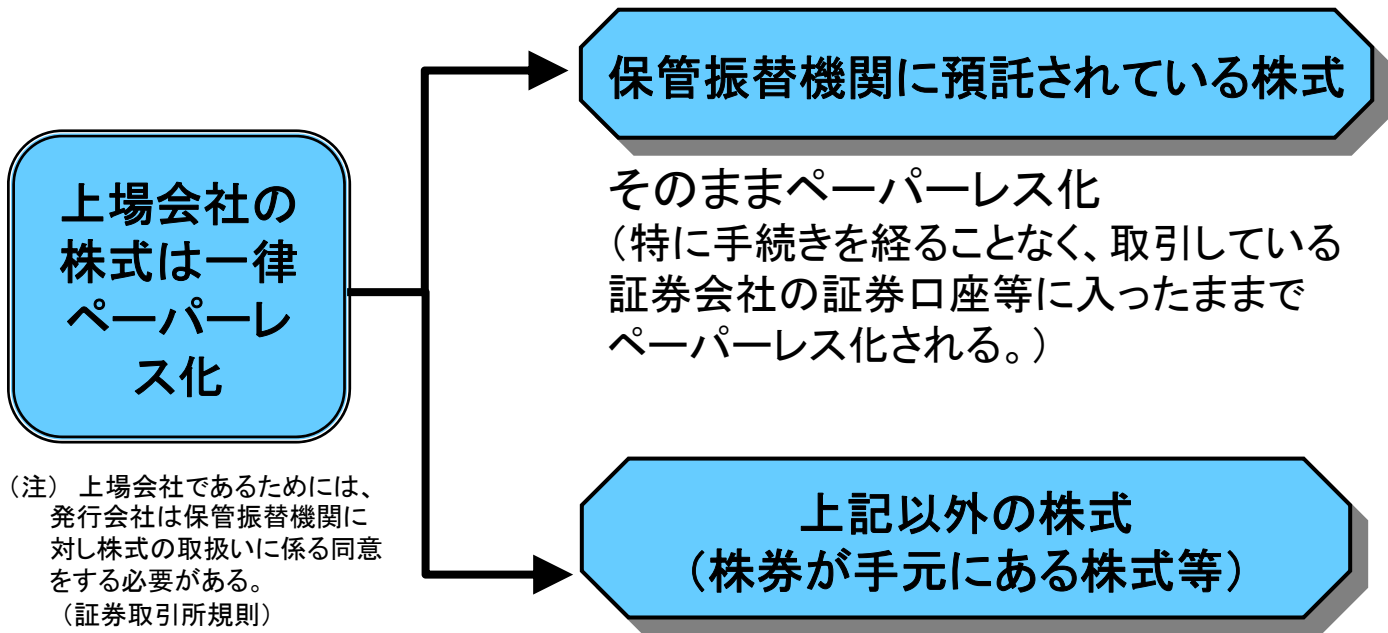 上場会社の
株式は一律
ペーパーレ
ス化
（注） 上場会社であるためには、
発行会社は保管振替機関に
対し株式の取扱いに係る同意
をする必要がある。
（証券取引所規則）
保管振替機関に預託されている株式
そのままペーパーレス化
（特に手続きを経ることなく、取引している
証券会社の証券口座等に入ったままで
ペーパーレス化される。）
上記以外の株式
（株券が手元にある株式等）